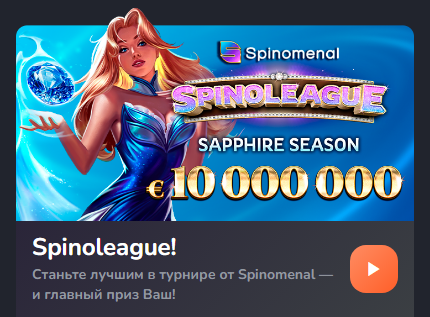 Spinomenal
SPINOLEAGUE
SAPPHIRE SEASON
€10 000 000
Spinoleague!
Станьте лучшим в турнире от Spinomenal —
и главный приз Ваш!